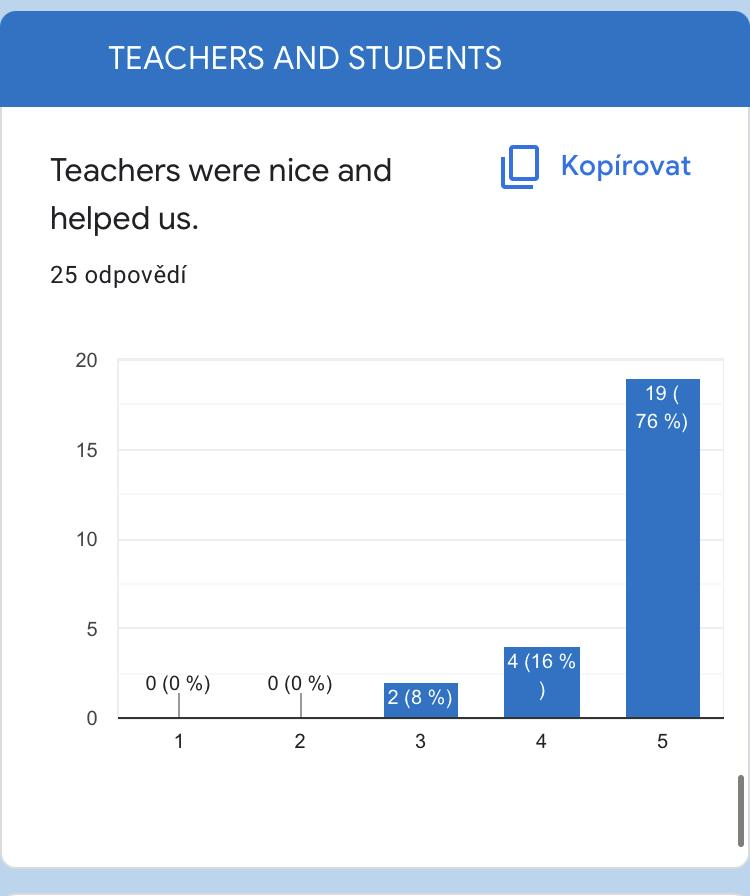 TEACHERS AND STUDENTS
Teachers were nice and
helped us.
Kopírovat
25 odpovědí
20
15
10
5
0
0 (0 %)
0 (0 %)
2 (8 %)
4 (16 %
)
19 (
76 %)
1
2
3
4
5